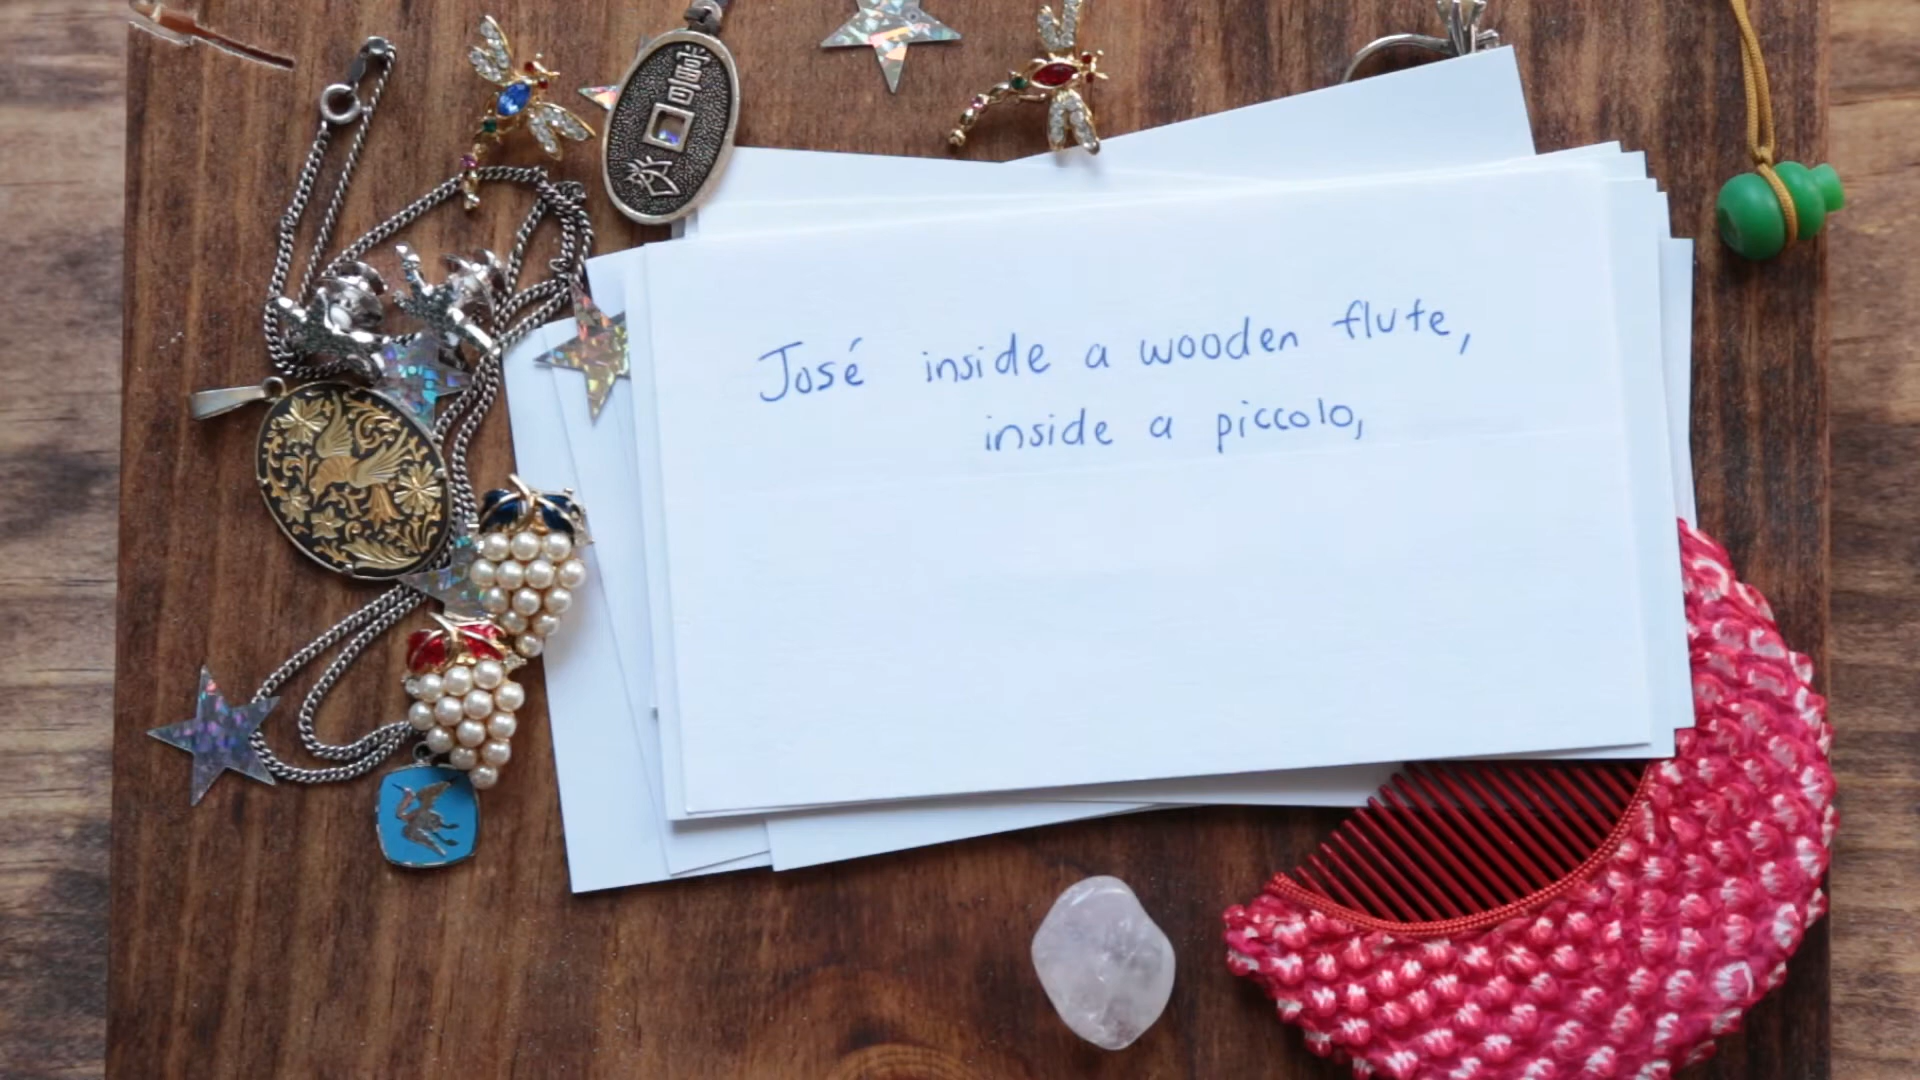 José inside a wooden flute,
inside a piccolo,